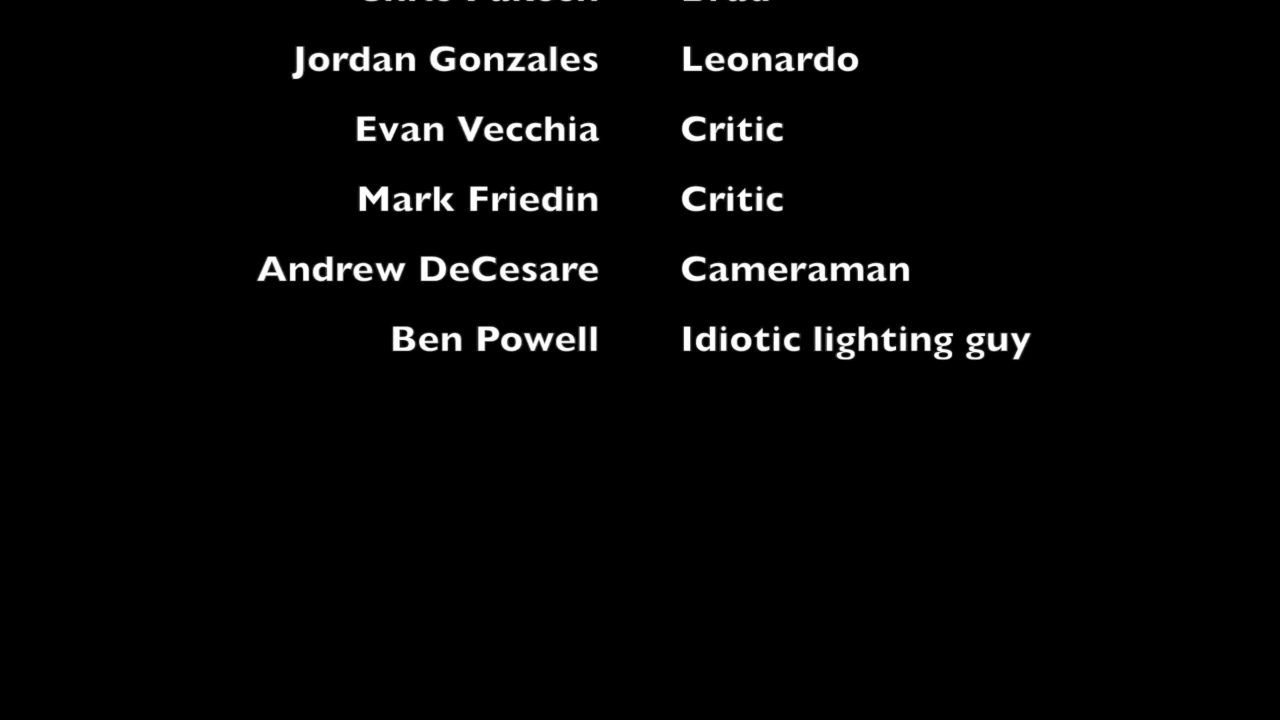 Jordan Gonzales Leonardo
Evan Vecchia Critic
Mark Friedin Critic
Andrew DeCesare Cameraman
Ben Powell Idiotic lighting guy